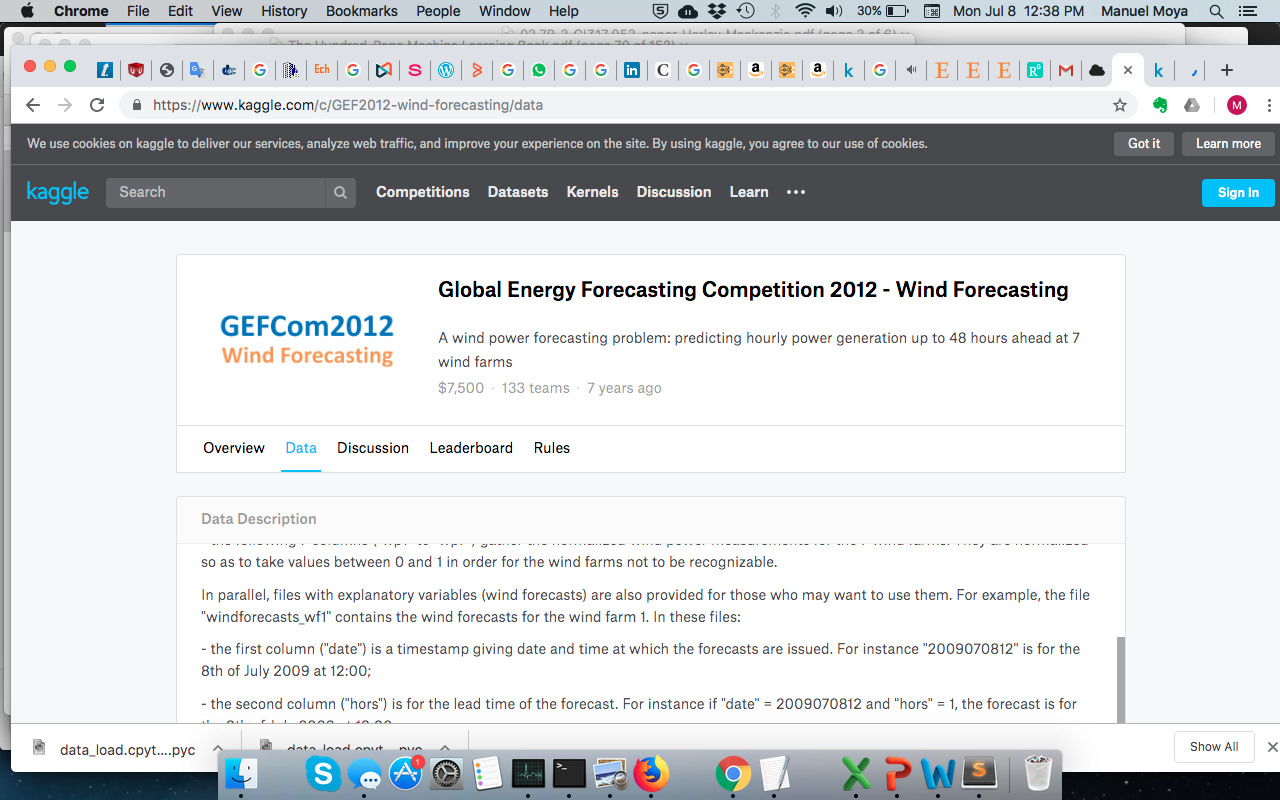 Chrome File Edit View History Bookmarks People Window Help 30% Mon Jul 8 12:38 PM Manuel Moya
The Hundred-Page Machine Learning Book.pdf (page 70 of 152)
https://www.kaggle.com/c/GEF2012-wind-forecasting/data
We use cookies on kaggle to deliver our services, analyze web traffic, and improve your experience on the site. By using kaggle, you agree to our use of cookies. Got it Learn more
kaggle Search Competitions Datasets Kernels Discussion Learn ••• Sign In
Global Energy Forecasting Competition 2012 - Wind Forecasting
GEFCom2012
Wind Forecasting
A wind power forecasting problem: predicting hourly power generation up to 48 hours ahead at 7
wind farms
$7,500 · 133 teams · 7 years ago
Overview Data Discussion Leaderboard Rules
Data Description
so as to take values between 0 and 1 in order for the wind farms not to be recognizable.
In parallel, files with explanatory variables (wind forecasts) are also provided for those who may want to use them. For example, the file
"windforecasts_wf1" contains the wind forecasts for the wind farm 1. In these files:
- the first column ("date") is a timestamp giving date and time at which the forecasts are issued. For instance "2009070812" is for the
8th of July 2009 at 12:00;
- the second column ("hors") is for the lead time of the forecast. For instance if "date" = 2009070812 and "hors" = 1, the forecast is for
data_load.cpyt....pyc data_load.cpyt....pyc Show All